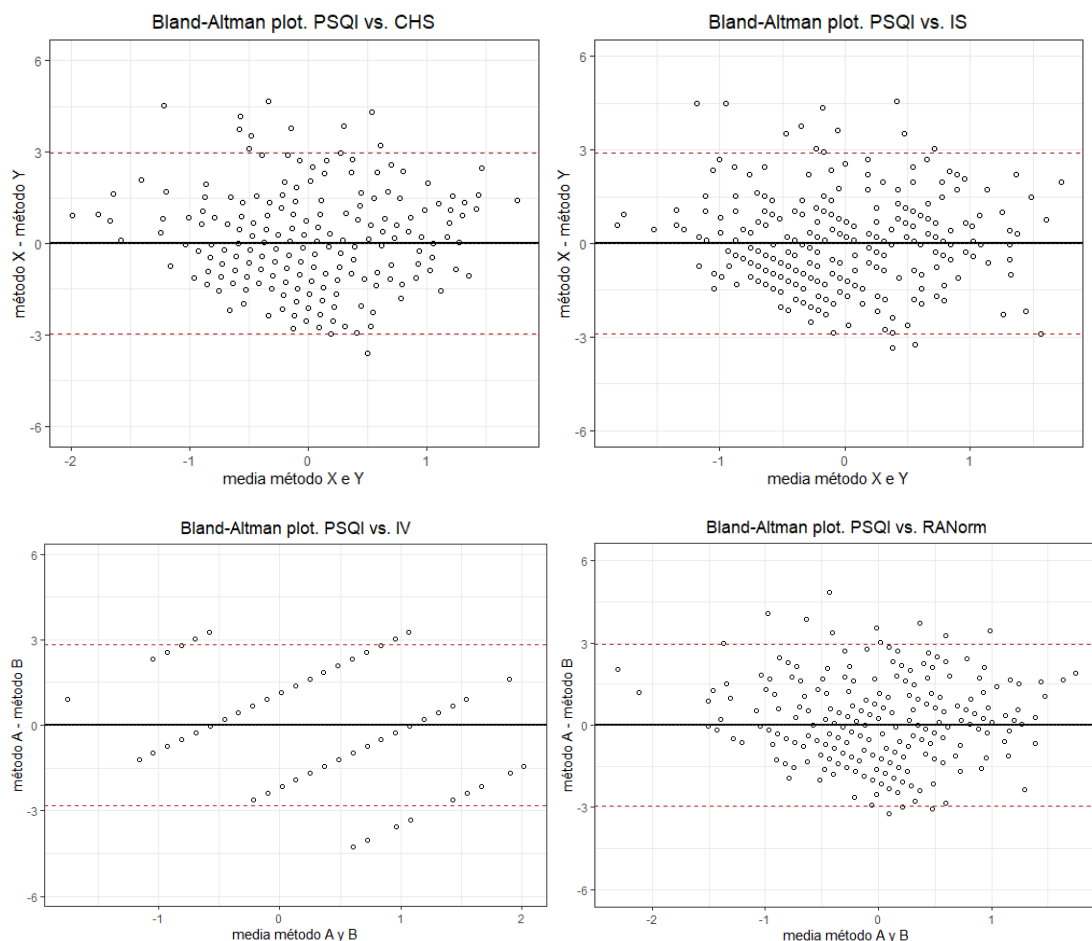 Bland-Altman plot. PSQI vs. CHS
método X - método Y
6
3
0
-3
-6
-2
-1
0
1
media método X e Y
Bland-Altman plot. PSQI vs. IS
método X - método Y
6
3
0
-3
-6
-1
0
1
media método X e Y
Bland-Altman plot. PSQI vs. IV
método A - método B
6
3
0
-3
-6
-1
0
1
2
media método A y B
Bland-Altman plot. PSQI vs. RANorm
método A - método B
6
3
0
-3
-6
-2
-1
0
1
media método A y B